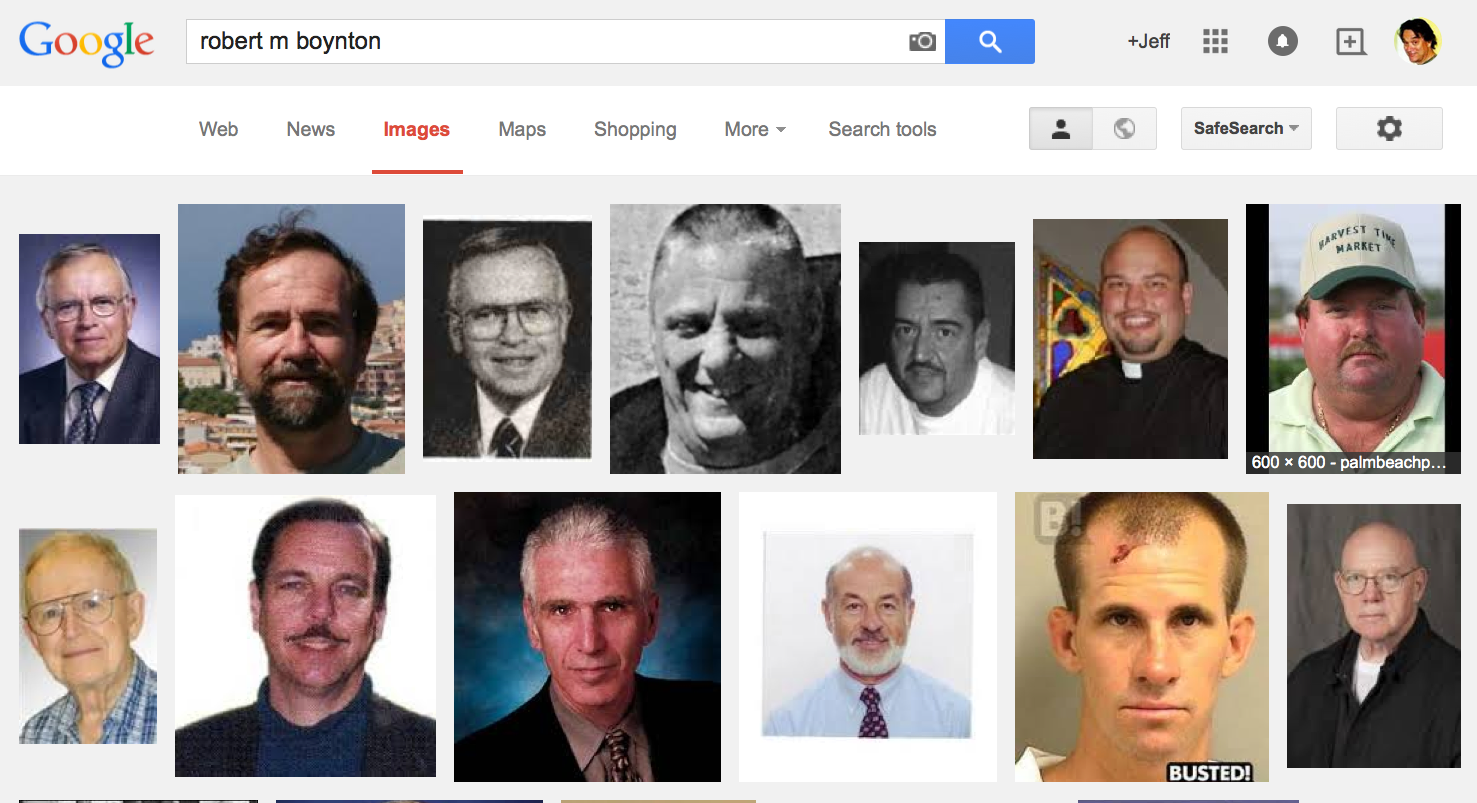 Google
robert m boynton
+Jeff
Web
News
Images
Maps
Shopping
More
Search tools
SafeSearch
HARVEST TIME
MARKET
600 × 600 - palmbeachp...
B!
BUSTED!